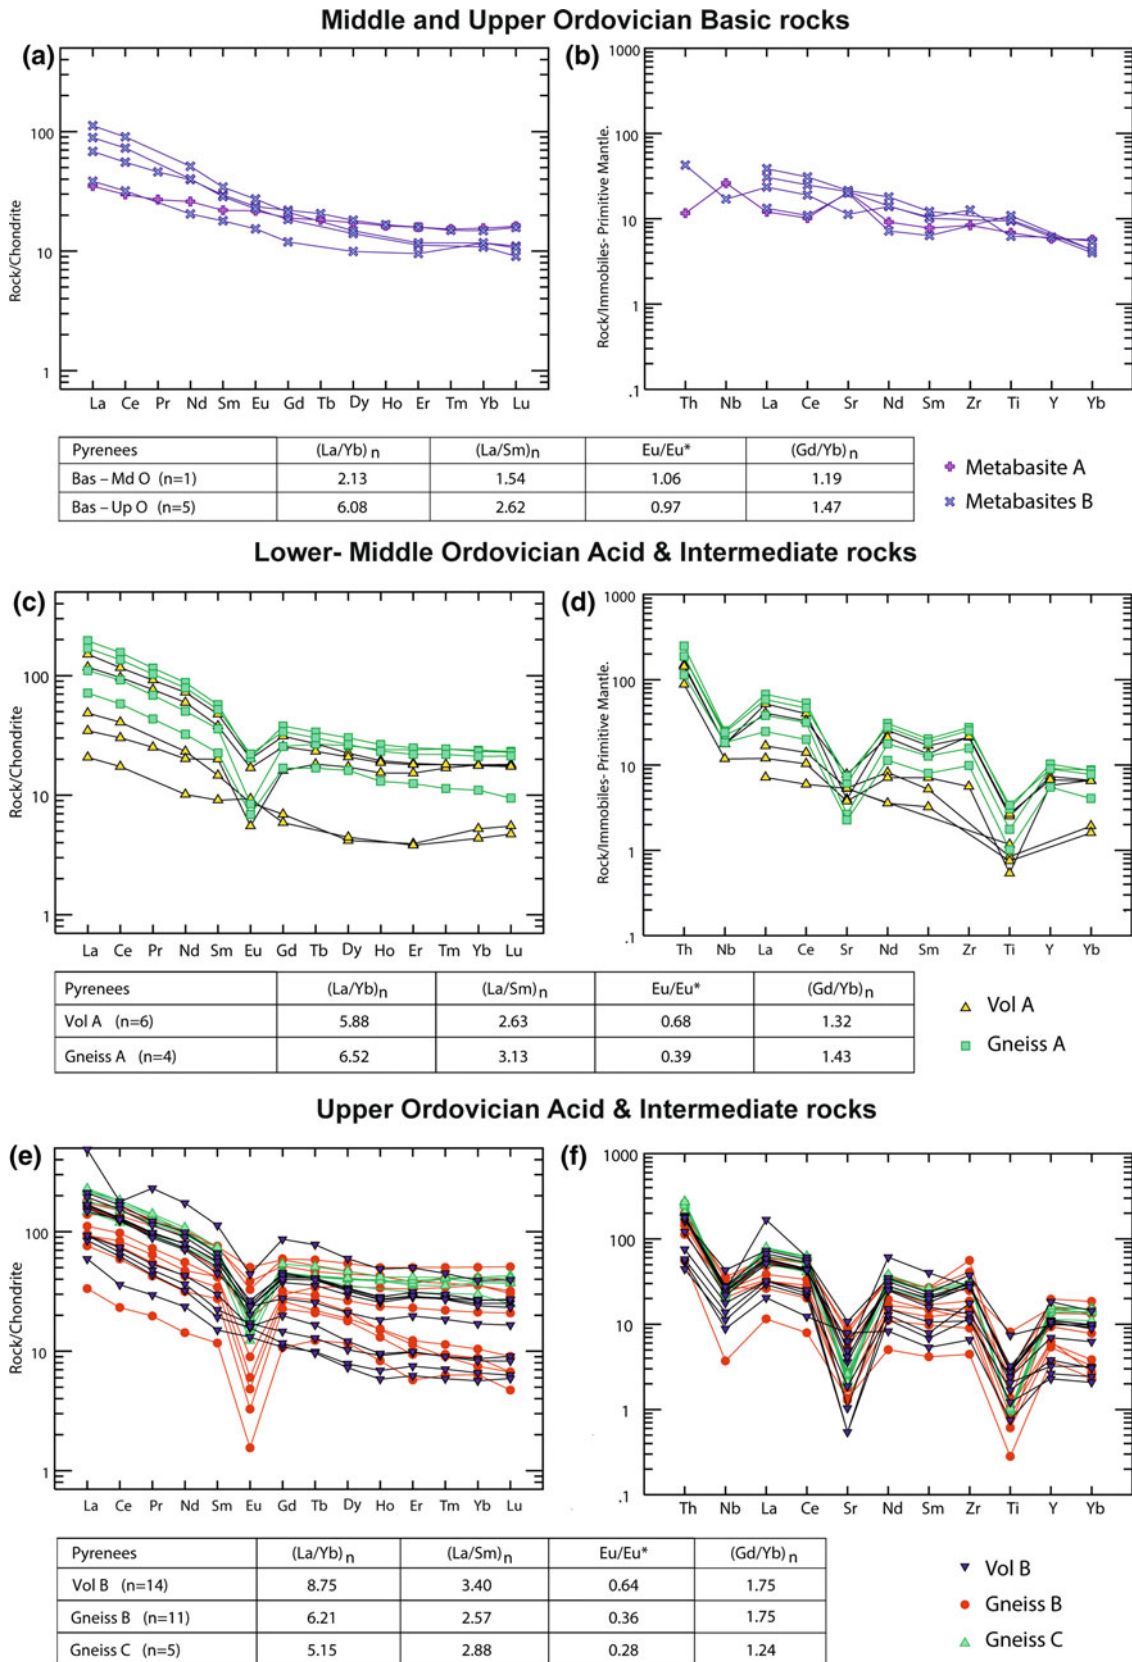 Middle and Upper Ordovician Basic rocks
(a)
(b)
Rock/Chondrite
100
10
1
La Ce Pr Nd Sm Eu Gd Tb Dy Ho Er Tm Yb Lu
Rock/Immobiles- Primitive Mantle.
1000
100
10
1
.1
Th Nb La Ce Sr Nd Sm Zr Ti Y Yb
Pyrenees (La/Yb) n (La/Sm)n Eu/Eu* (Gd/Yb)n
Bas – Md O (n=1) 2.13 1.54 1.06 1.19
Bas – Up O (n=5) 6.08 2.62 0.97 1.47
Metabasite A
Metabasites B
Lower- Middle Ordovician Acid & Intermediate rocks
(c)
(d)
Rock/Chondrite
100
10
1
La Ce Pr Nd Sm Eu Gd Tb Dy Ho Er Tm Yb Lu
Rock/Immobiles- Primitive Mantle.
1000
100
10
1
.1
Th Nb La Ce Sr Nd Sm Zr Ti Y Yb
Pyrenees (La/Yb)n (La/Sm)n Eu/Eu* (Gd/Yb)n
Vol A (n=6) 5.88 2.63 0.68 1.32
Gneiss A (n=4) 6.52 3.13 0.39 1.43
Vol A
Gneiss A
Upper Ordovician Acid & Intermediate rocks
(e)
(f)
Rock/Chondrite
100
10
1
La Ce Pr Nd Sm Eu Gd Tb Dy Ho Er Tm Yb Lu
Rock/Immobiles- Primitive Mantle.
1000
100
10
1
.1
Th Nb La Ce Sr Nd Sm Zr Ti Y Yb
Pyrenees (La/Yb) n (La/Sm)n Eu/Eu* (Gd/Yb)n
Vol B (n=14) 8.75 3.40 0.64 1.75
Gneiss B (n=11) 6.21 2.57 0.36 1.75
Gneiss C (n=5) 5.15 2.88 0.28 1.24
Vol B
Gneiss B
Gneiss C